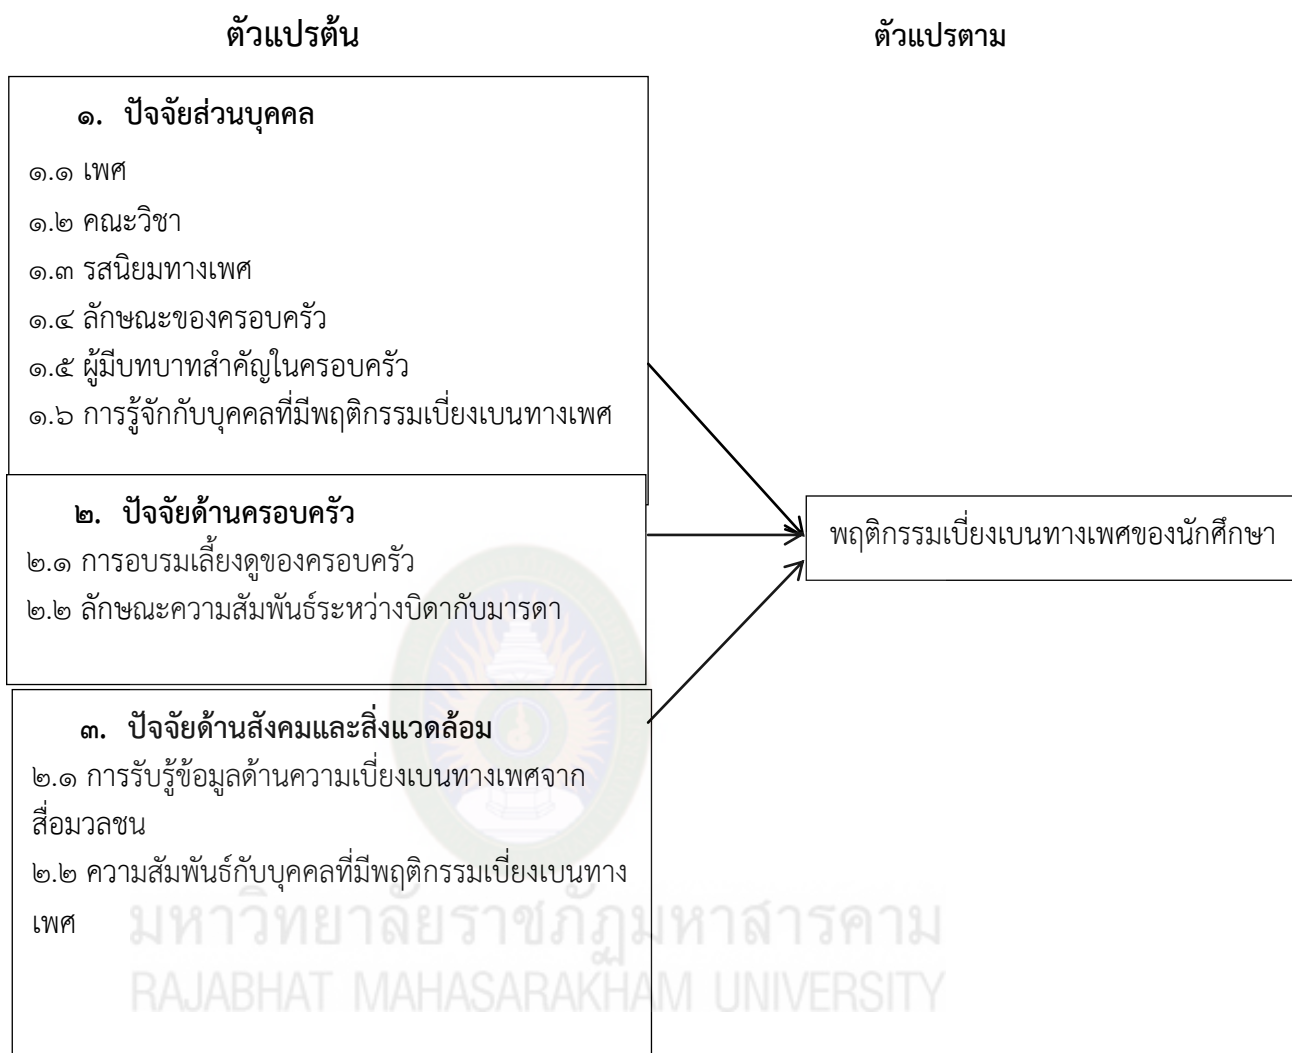 ตัวแปรต้น
ตัวแปรตาม
๑. ปัจจัยส่วนบุคคล
๑.๑ เพศ
๑.๒ คณะวิชา
๑.๓ รสนิยมทางเพศ
๑.๔ ลักษณะของครอบครัว
๑.๕ ผู้มีบทบาทสำคัญในครอบครัว
๑.๖ การรู้จักกับบุคคลที่มีพฤติกรรมเบี่ยงเบนทางเพศ
๒. ปัจจัยด้านครอบครัว
๒.๑ การอบรมเลี้ยงดูของครอบครัว
๒.๒ ลักษณะความสัมพันธ์ระหว่างบิดากับมารดา
๓. ปัจจัยด้านสังคมและสิ่งแวดล้อม
๒.๑ การรับรู้ข้อมูลด้านความเบี่ยงเบนทางเพศจาก
สื่อมวลชน
๒.๒ ความสัมพันธ์กับบุคคลที่มีพฤติกรรมเบี่ยงเบนทาง
เพศ
พฤติกรรมเบี่ยงเบนทางเพศของนักศึกษา
มหาวิทยาลัยราชภัฏมหาสารคาม
RAJABHAT MAHASARAKHAM UNIVERSITY